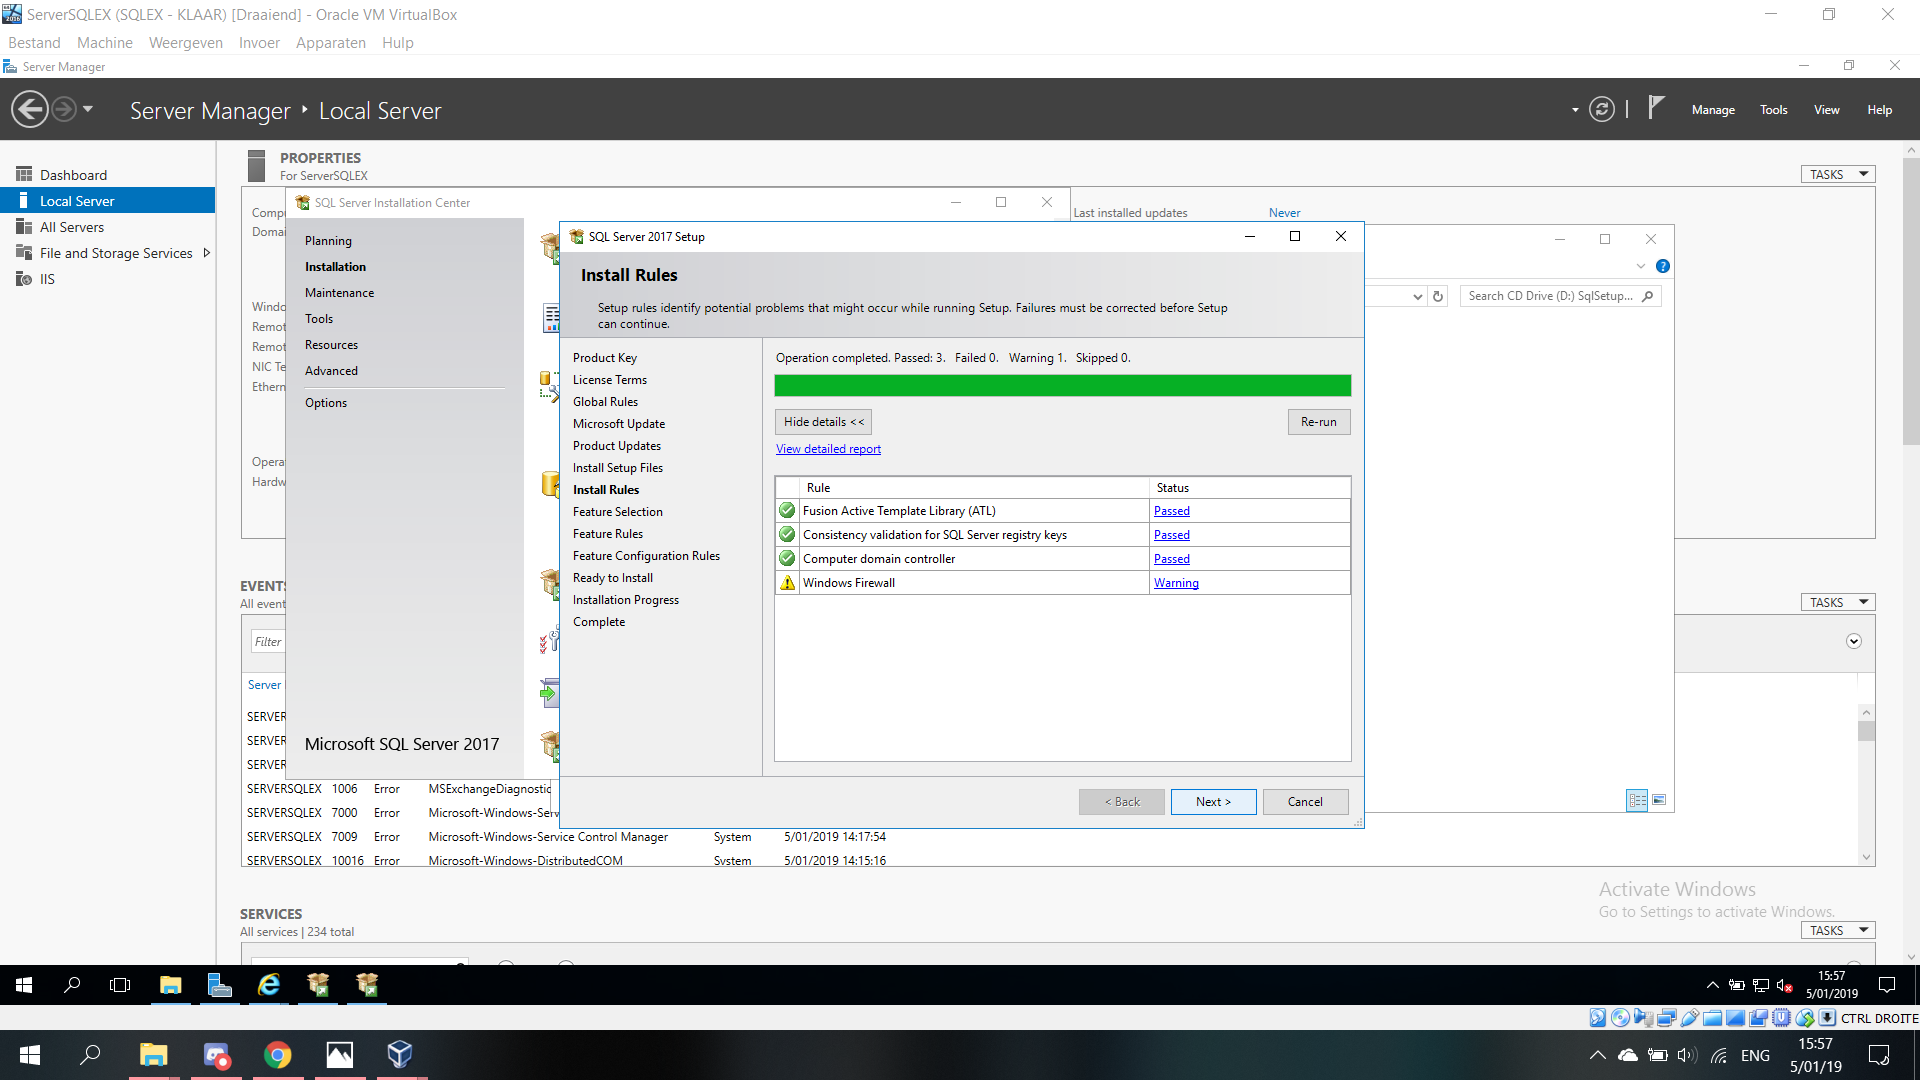 ServerSQLEX (SQLEX - KLAAR) [Draaiend] - Oracle VM VirtualBox
Bestand Machine Weergeven Invoer Apparaten Hulp
Server Manager
Server Manager Local Server
Manage Tools View Help
Dashboard
Local Server
All Servers
File and Storage Services
IIS
PROPERTIES
For ServerSQLEX
TASKS
Compu
Domai
Windo
Remot
Remot
NIC Te
Ethern
Opera
Hardw
Last installed updates Never
SQL Server Installation Center
Planning
Installation
Maintenance
Tools
Resources
Advanced
Options
Microsoft SQL Server 2017
Search CD Drive (D:) SqlSetup...
SQL Server 2017 Setup
Install Rules
Setup rules identify potential problems that might occur while running Setup. Failures must be corrected before Setup
can continue.
Product Key
License Terms
Global Rules
Microsoft Update
Product Updates
Install Setup Files
Install Rules
Feature Selection
Feature Rules
Feature Configuration Rules
Ready to Install
Installation Progress
Complete
Operation completed. Passed: 3. Failed 0. Warning 1. Skipped 0.
Hide details <<
Re-run
View detailed report
Rule Status
Fusion Active Template Library (ATL) Passed
Consistency validation for SQL Server registry keys Passed
Computer domain controller Passed
Windows Firewall Warning
< Back
Next >
Cancel
EVENTS
All event
TASKS
Filter
Server
SERVER
SERVER
SERVER
SERVERSQLEX 1006 Error MSExchangeDiagnostic
SERVERSQLEX 7000 Error Microsoft-Windows-Serv
SERVERSQLEX 7009 Error Microsoft-Windows-Service Control Manager System 5/01/2019 14:17:54
SERVERSQLEX 10016 Error Microsoft-Windows-DistributedCOM System 5/01/2019 14:15:16
SERVICES
All services | 234 total
TASKS
Activate Windows
Go to Settings to activate Windows.
15:57
5/01/2019
CTRL DROITE
ENG
15:57
5/01/19